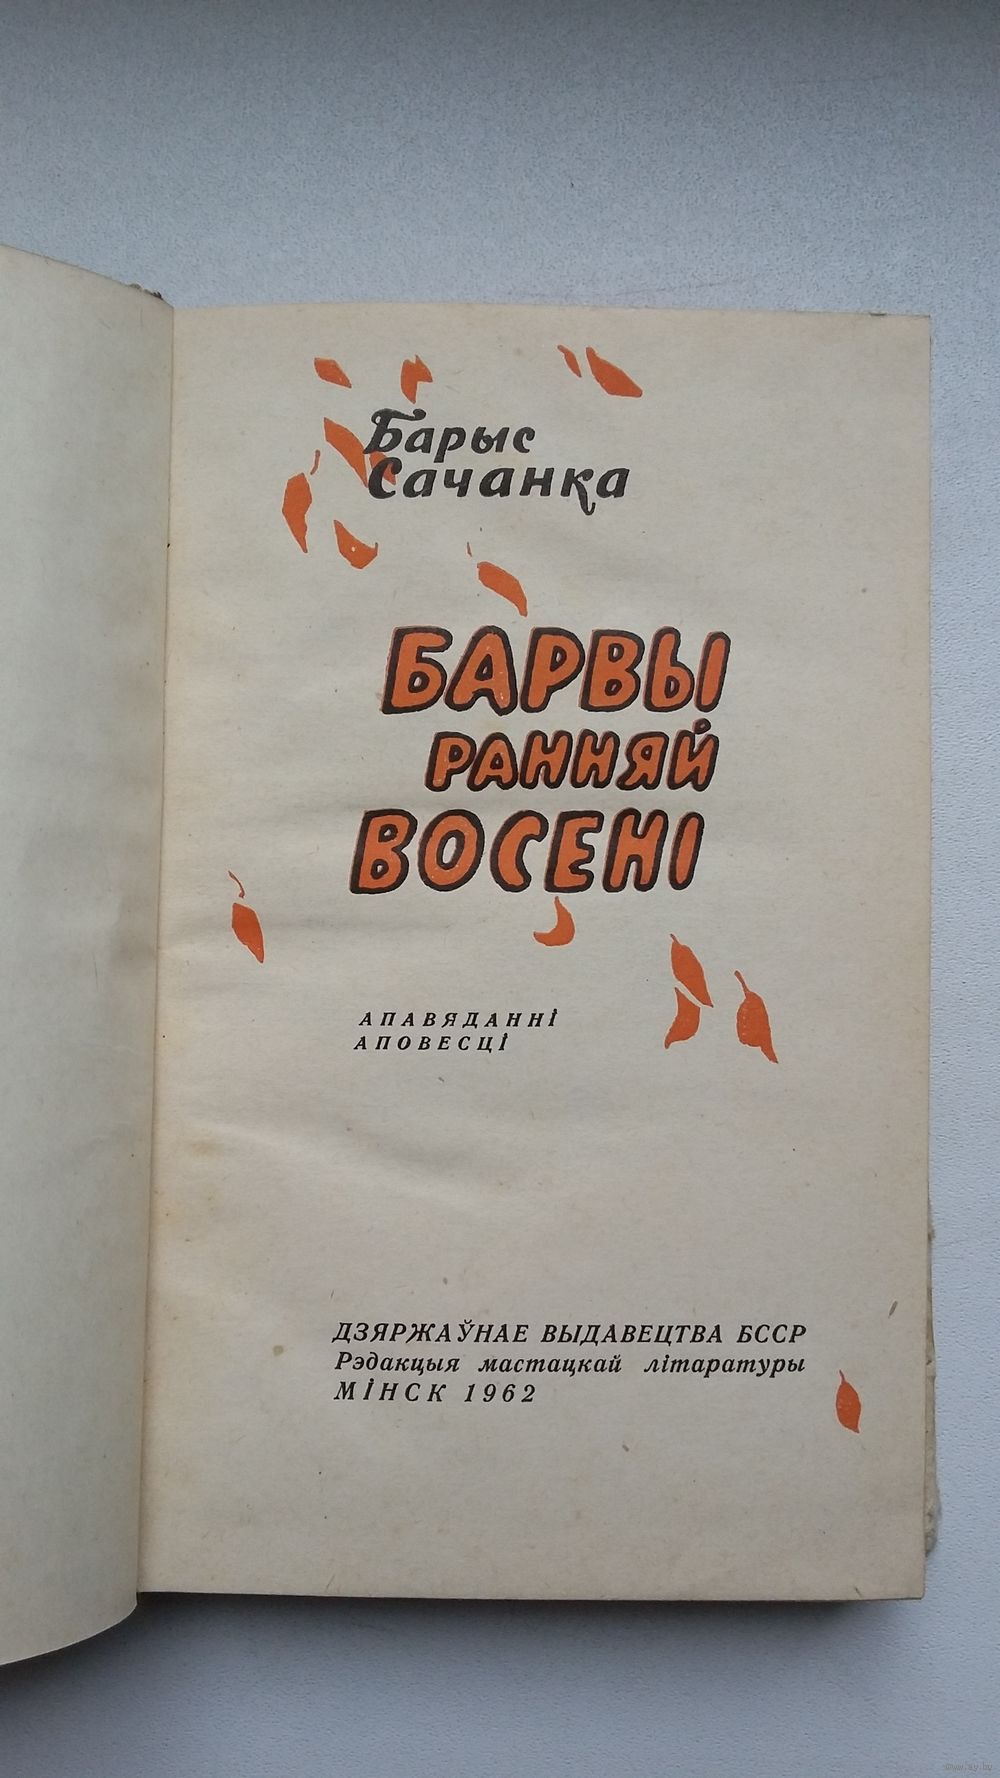 Барыс
Сачанка
БАРВЫ
РАННЯЙ
ВОСЕНІ
АПАВЯДАННІ
АПОВЕСЦІ
ДЗЯРЖАЎНАЕ ВЫДАВЕЦТВА БССР
Рэдакцыя мастацкай літаратуры
МІНСК 1962